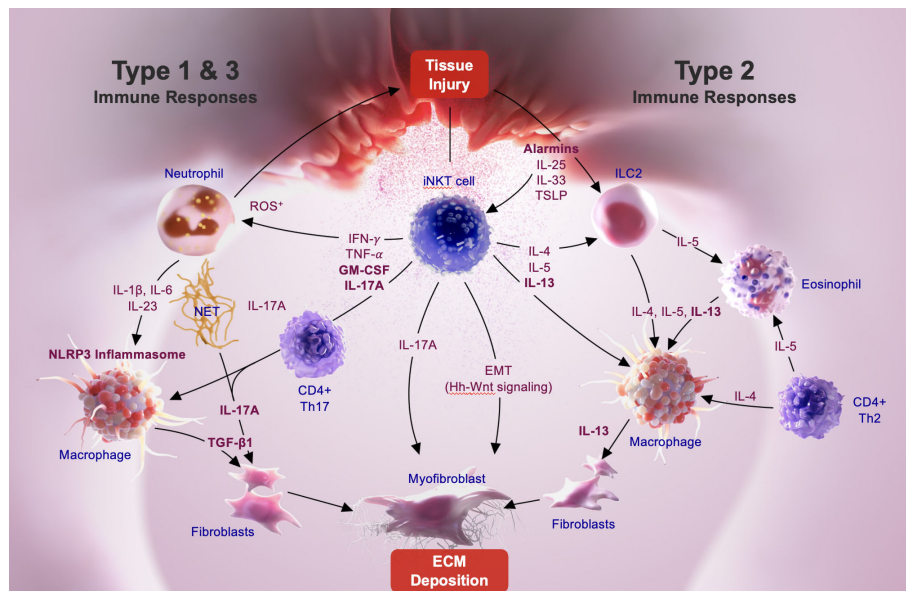 Tissue
Injury
Type 1 & 3
Immune Responses
Type 2
Immune Responses
Neutrophil
ROS⁺
iNKT cell
Alarmins
IL-25
IL-33
TSLP
ILC2
IFN-γ
TNF-α
GM-CSF
IL-17A
IL-4
IL-5
IL-13
IL-5
Eosinophil
IL-1β, IL-6
IL-23
NET
IL-17A
IL-4, IL-5, IL-13
NLRP3 Inflammasome
CD4+
Th17
IL-17A
EMT
(Hh-Wnt signaling)
IL-5
IL-4
CD4+
Th2
IL-17A
TGF-β1
Macrophage
IL-13
Macrophage
Fibroblasts
Myofibroblast
Fibroblasts
ECM
Deposition